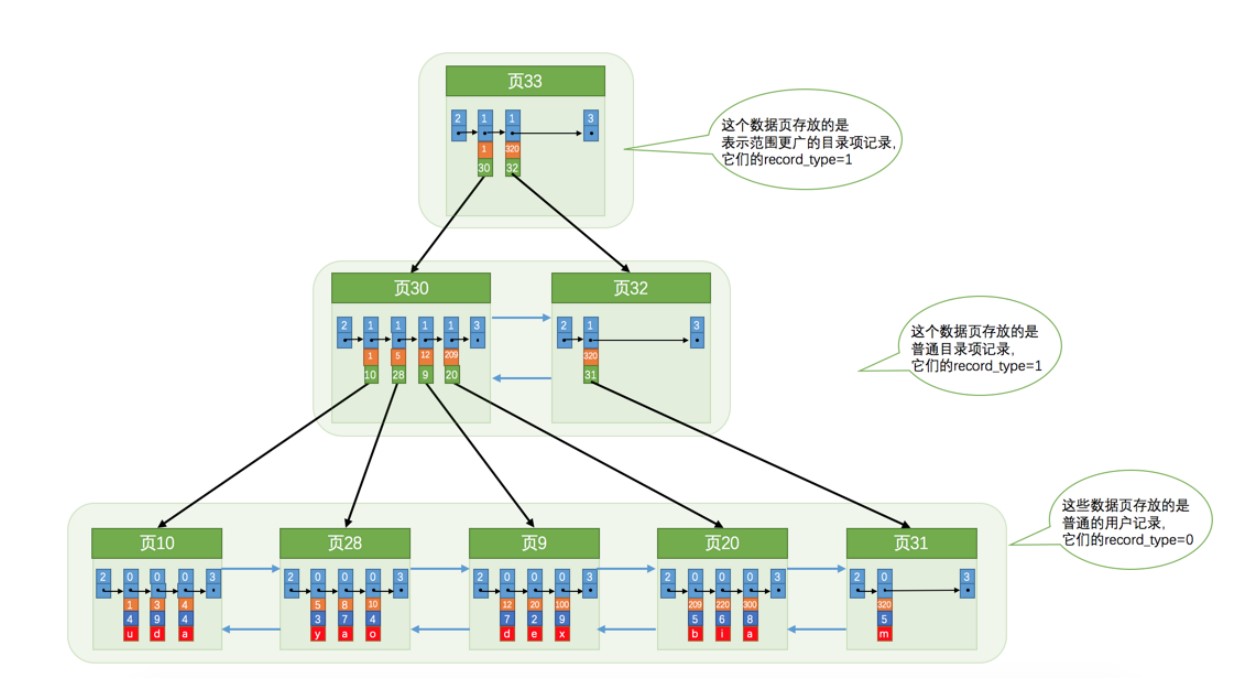 页33
2 1 1 3
1 320
30 32
这个数据页存放的是
表示范围更广的目录项记录,
它们的record_type=1
页30 页32
2 1 1 1 1 3 2 1 3
1 5 12 209 320
10 28 9 20 31
这个数据页存放的是
普通目录项记录,
它们的record_type=1
这些数据页存放的是
普通的用户记录,
它们的record_type=0
页10 页28 页9 页20 页31
2 0 0 0 3 2 0 0 0 3 2 0 0 0 3 2 0 0 0 3 2 0 3
1 3 4 5 8 10 12 20 100 209 220 300 320
4 9 4 3 7 4 7 2 9 5 6 8 5
u d a y a o d e x b i a m